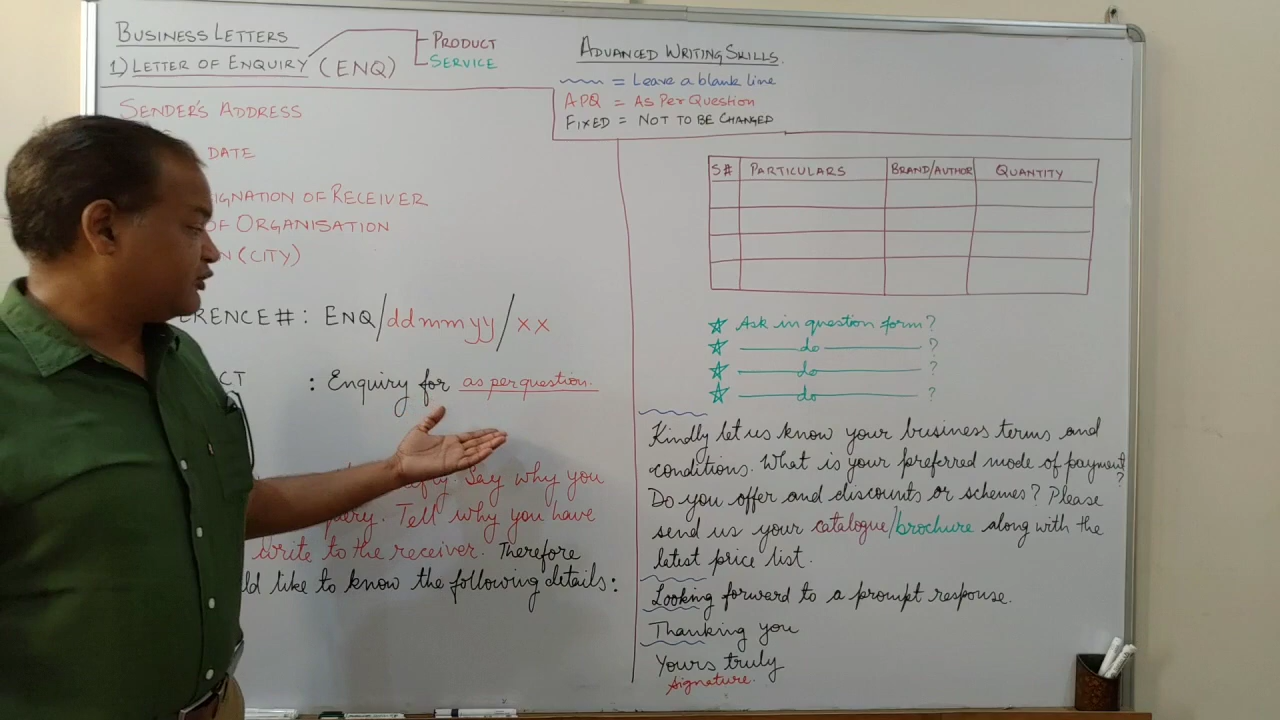 BUSINESS LETTERS
1) LETTER OF ENQUIRY (ENQ)
PRODUCT
SERVICE
ADVANCED WRITING SKILLS.
= Leave a blank line
APQ = As Per Question
FIXED = NOT TO BE CHANGED
SENDER'S ADDRESS
DATE
IGNATION OF RECEIVER
OF ORGANISATION
N (CITY)
ERENCE# : ENQ/ddmmyy/xx
CT : Enquiry for as per question.
Say why you
query. Tell why you have
write to the receiver. Therefore
ld like to know the following details:
S# PARTICULARS BRAND/AUTHOR QUANTITY
Ask in question form?
do ?
do ?
do ?
Kindly let us know your business terms and
conditions. What is your preferred mode of payment?
Do you offer and discounts or schemes? Please
send us your catalogue/brochure along with the
latest price list.
Looking forward to a prompt response.
Thanking you
Yours truly
signature.